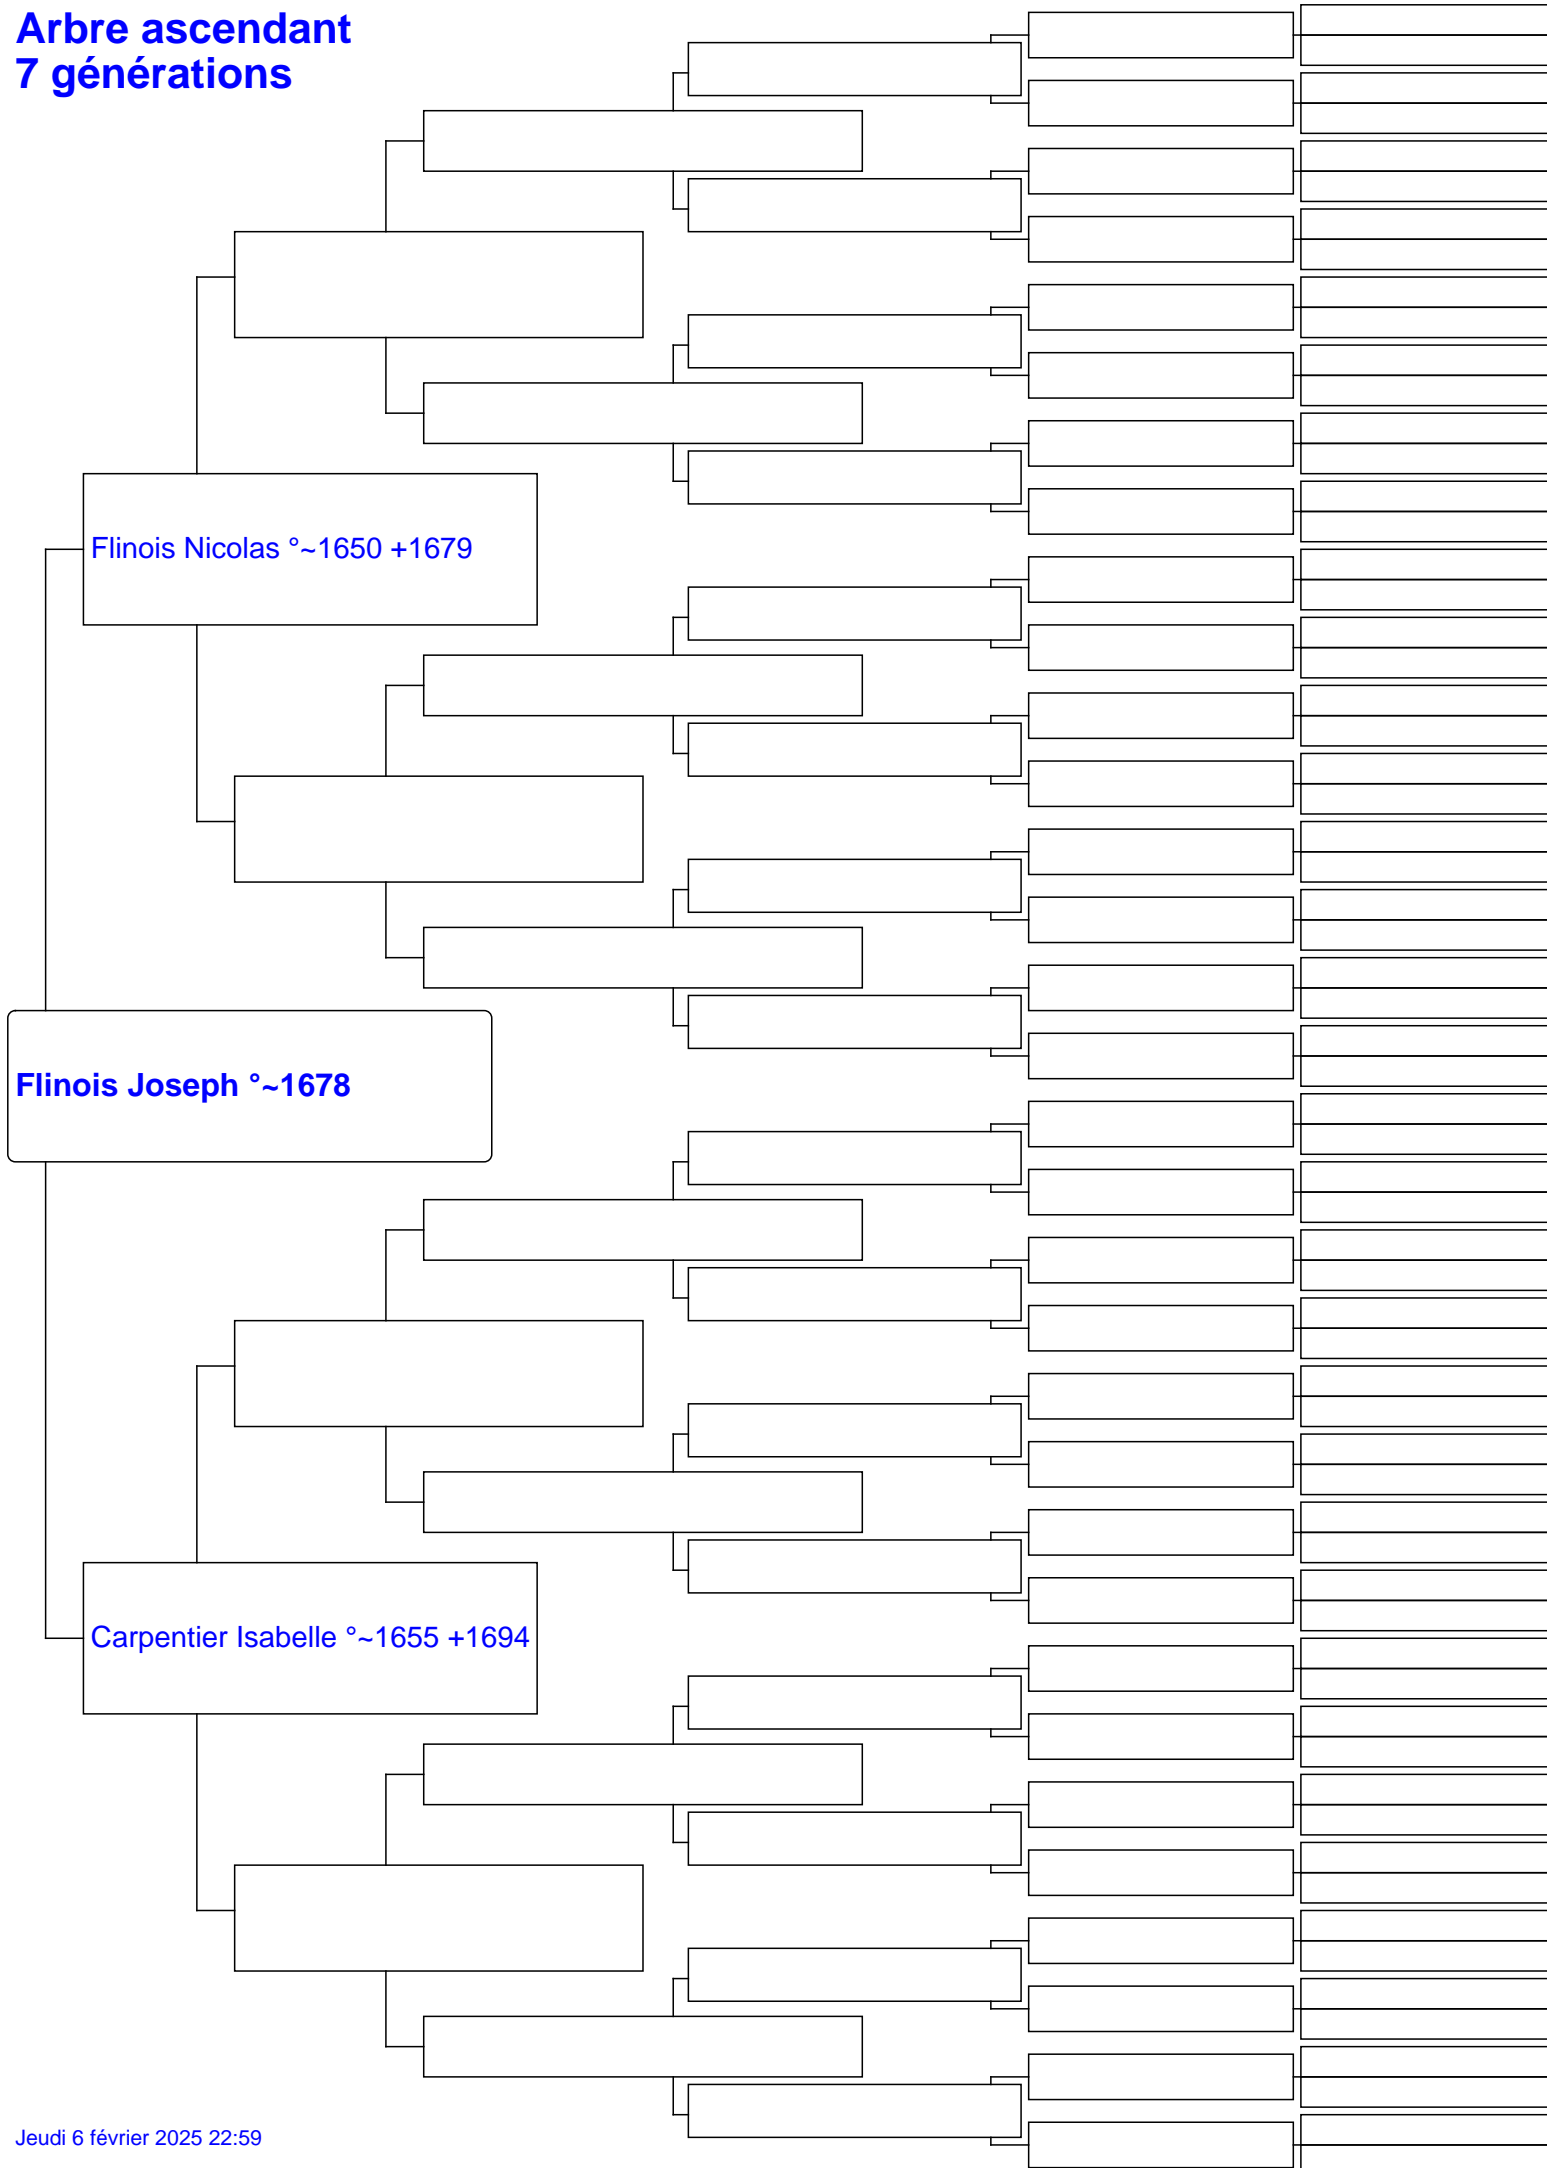 Arbre ascendant
7 générations
Flinois Nicolas °~1650 +1679
Flinois Joseph °~1678
Carpentier Isabelle °~1655 +1694
Jeudi 6 février 2025 22:59